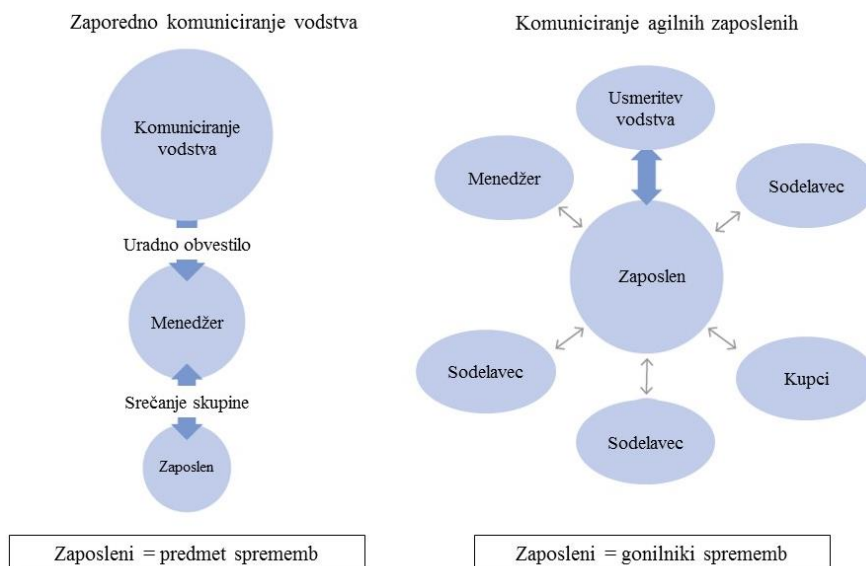 Zaporedno komuniciranje vodstva
Komuniciranje
vodstva
Uradno obvestilo
Menedžer
Srečanje skupine
Zaposlen
Zaposleni = predmet sprememb
Komuniciranje agilnih zaposlenih
Usmeritev
vodstva
Menedžer
Sodelavec
Zaposlen
Sodelavec
Kupci
Sodelavec
Zaposleni = gonilniki sprememb